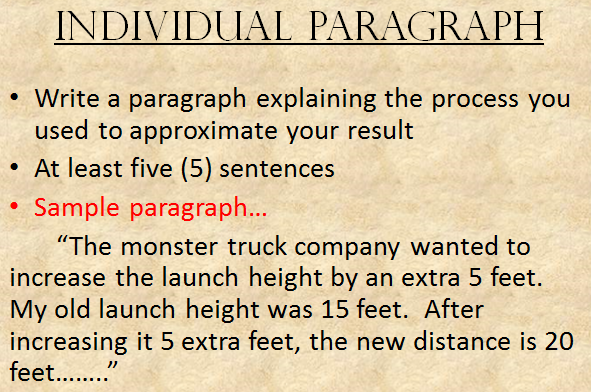 INDIVIDUAL PARAGRAPH
• Write a paragraph explaining the process you
used to approximate your result
• At least five (5) sentences
• Sample paragraph…
“The monster truck company wanted to
increase the launch height by an extra 5 feet.
My old launch height was 15 feet.  After
increasing it 5 extra feet, the new distance is 20
feet……..”